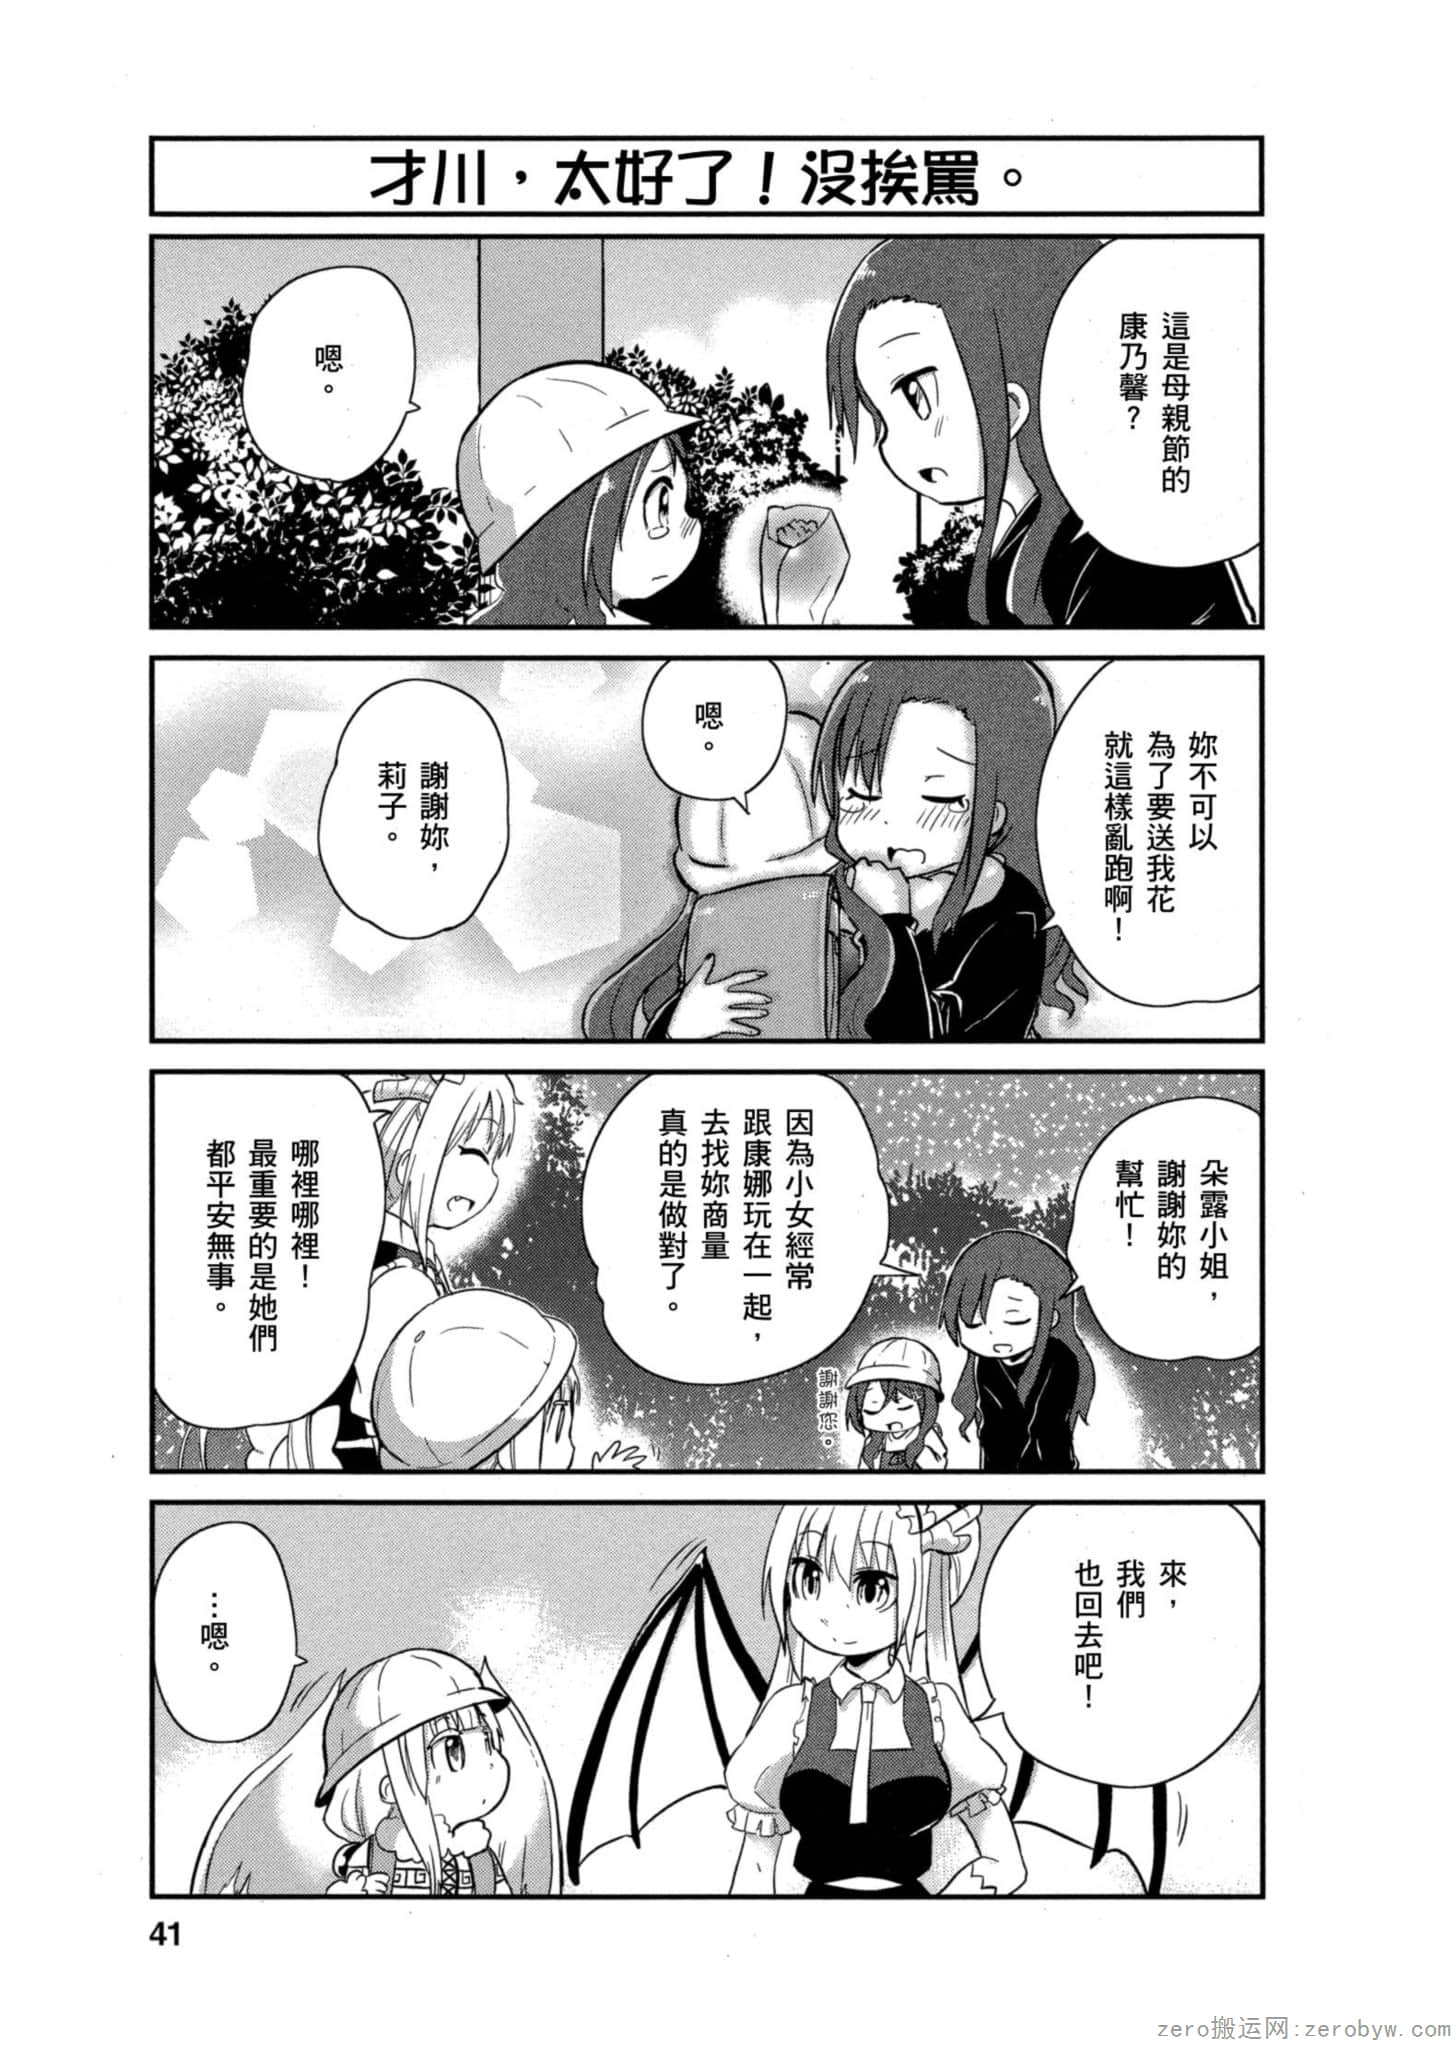 才川，太好了！沒挨罵。
這是母親節的
康乃馨？
嗯。
妳不可以
為了要送我花
就這樣亂跑啊！
嗯。
謝謝妳，
莉子。
朵露小姐，
謝謝妳的
幫忙！
因為小女經常
跟康娜玩在一起，
去找妳商量
真的是做對了。
謝謝您。
哪裡哪裡！
最重要的是她們
都平安無事。
來，
我們
也回去吧！
…嗯。
41
zero搬运网:zerobyw.com